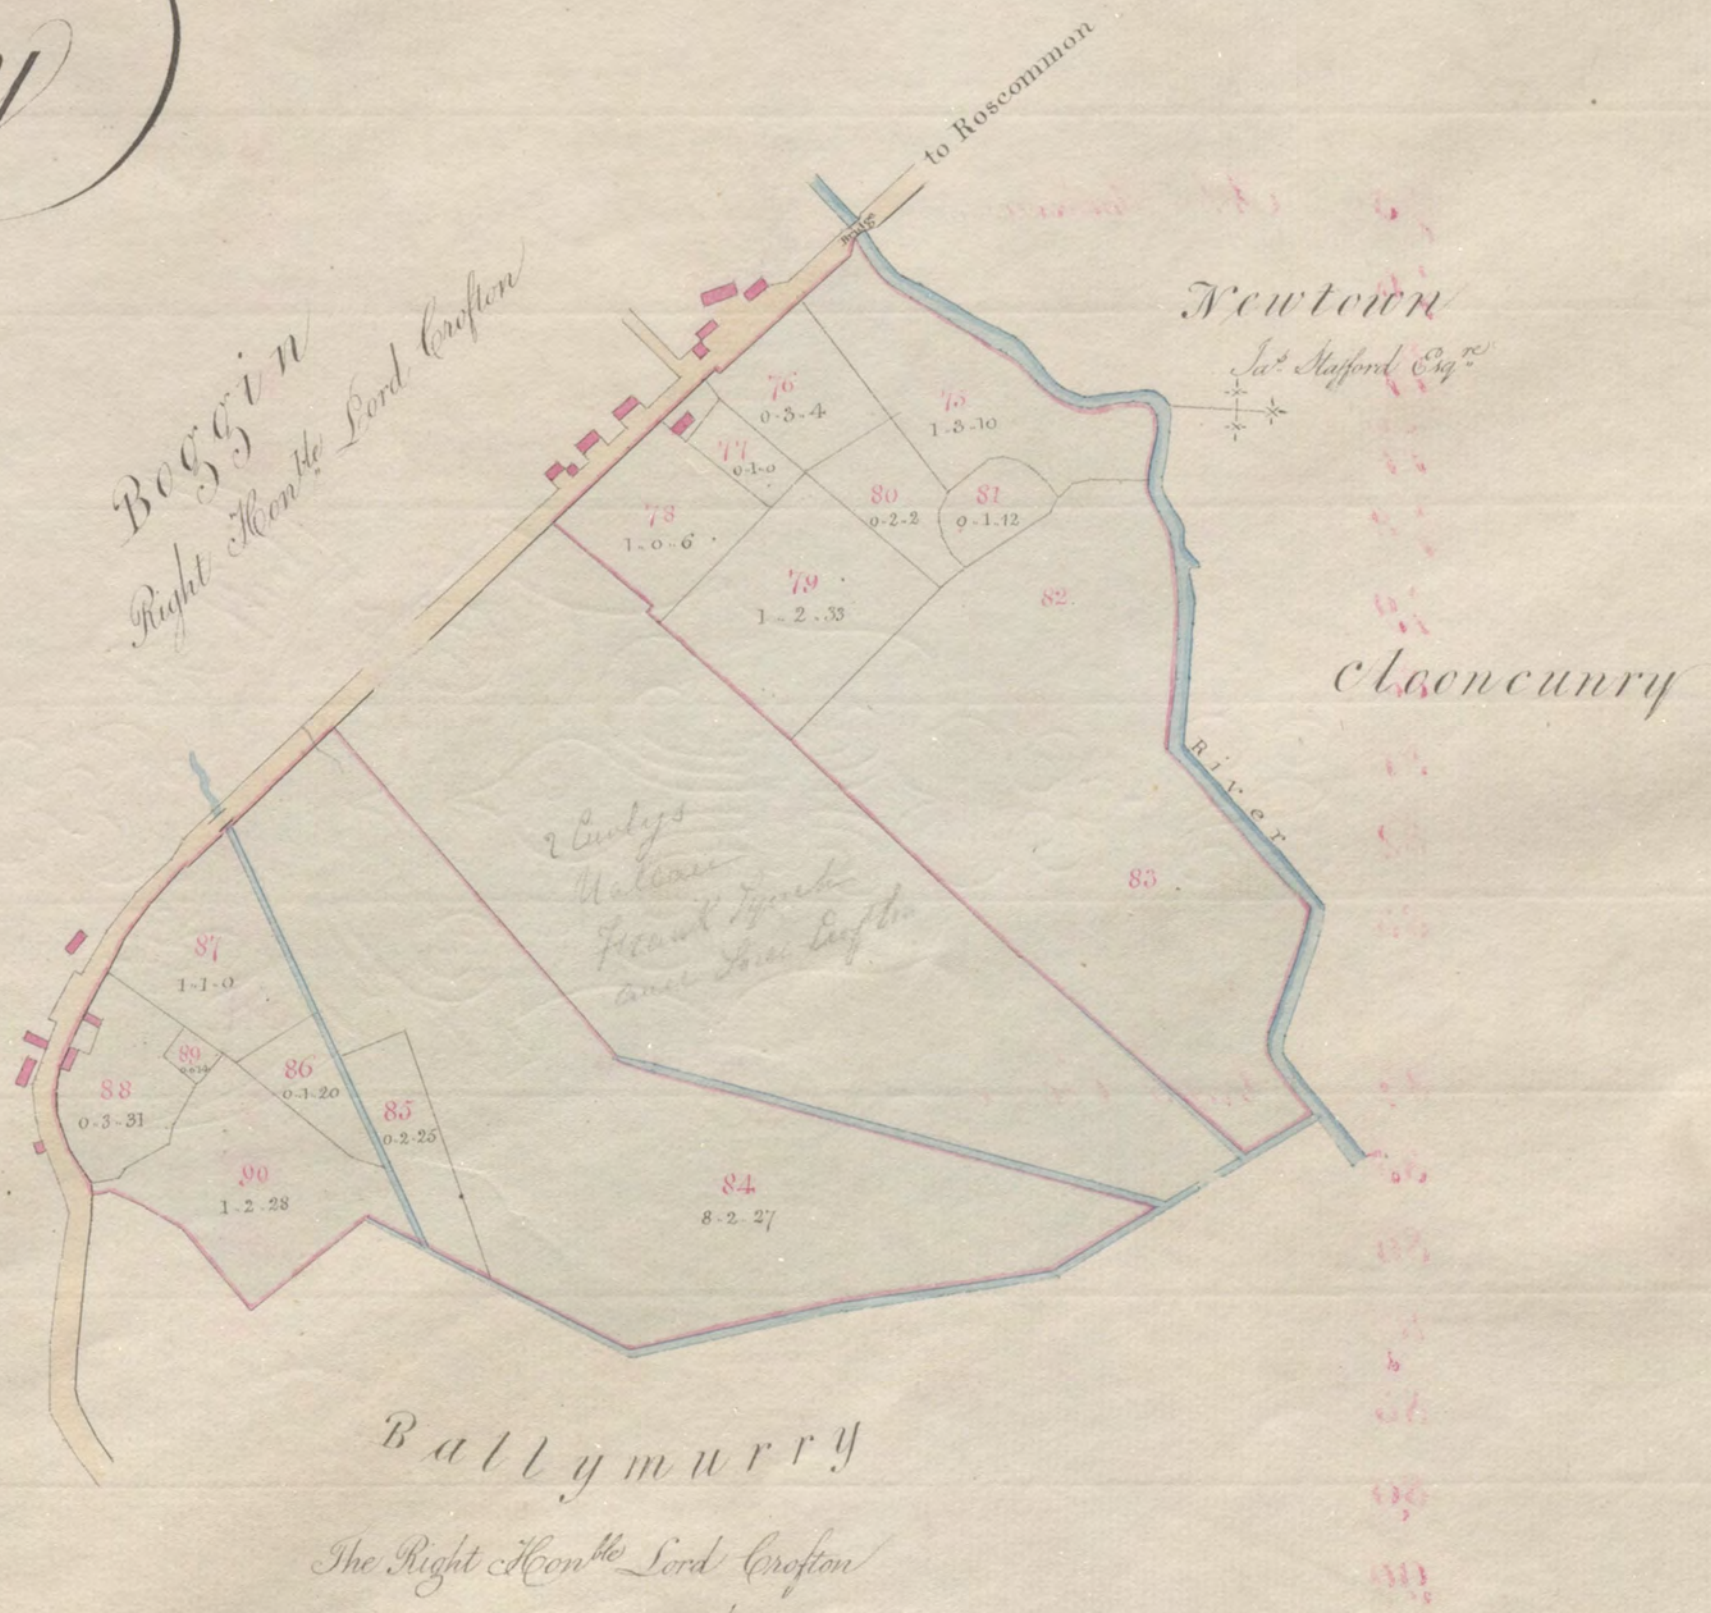 y
to Roscommon
Bridge
Newtown
Jas. Stafford Esqre.
Boggin
Right Honble. Lord Crofton
76
0-3-4
75
1-3-10
77
0-1-0
80
0-2-2
81
0-1-12
78
1-0-6
79
1-2-33
82
Clooncunry
River
83
87
1-1-0
89
86
0-1-20
88
0-3-31
85
0-2-25
90
1-2-28
84
8-2-27
Ballymurry
The Right Honble Lord Crofton